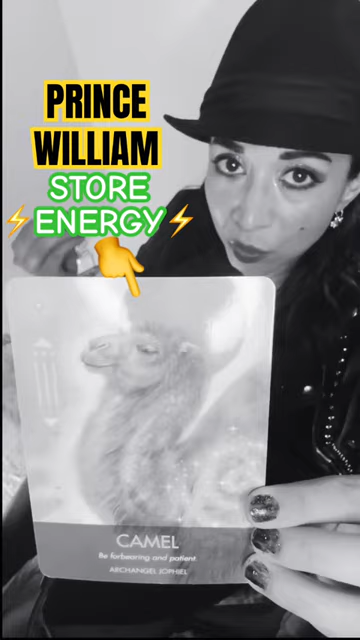 PRINCE
WILLIAM
STORE
⚡ENERGY⚡
CAMEL
Be forbearing and patient
ARCHANGEL JOPHIEL